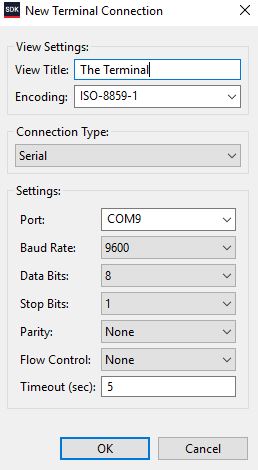 SDK New Terminal Connection
View Settings:
View Title: The Terminal
Encoding: ISO-8859-1
Connection Type:
Serial
Settings:
Port: COM9
Baud Rate: 9600
Data Bits: 8
Stop Bits: 1
Parity: None
Flow Control: None
Timeout (sec): 5
OK Cancel